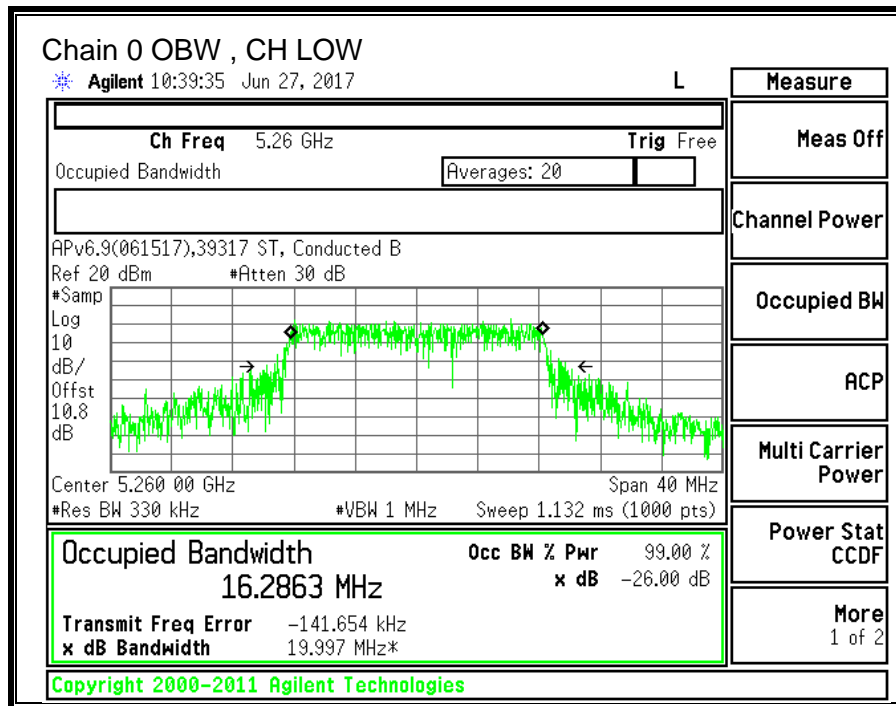 Chain 0 OBW , CH LOW
Agilent 10:39:35 Jun 27, 2017 L
Measure
Ch Freq 5.26 GHz Trig Free
Occupied Bandwidth Averages: 20
APv6.9(061517),39317 ST, Conducted B
Ref 20 dBm #Atten 30 dB
#Samp
Log
10
dB/
Offst
10.8
dB
Center 5.260 00 GHz Span 40 MHz
#Res BW 330 kHz #VBW 1 MHz Sweep 1.132 ms (1000 pts)
Occupied Bandwidth Occ BW % Pwr 99.00 %
16.2863 MHz x dB -26.00 dB
Transmit Freq Error -141.654 kHz
x dB Bandwidth 19.997 MHz*
Meas Off
Channel Power
Occupied BW
ACP
Multi Carrier
Power
Power Stat
CCDF
More
1 of 2
Copyright 2000-2011 Agilent Technologies